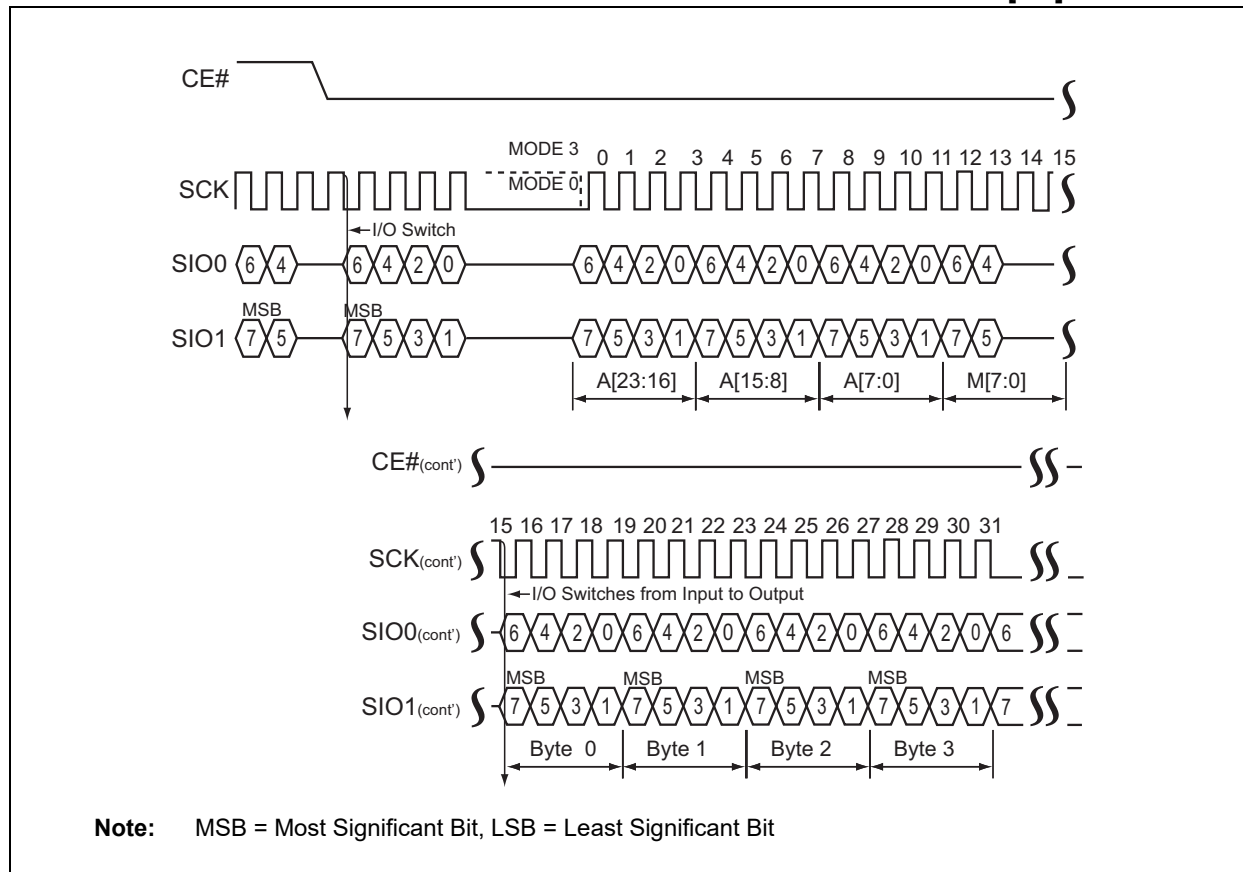 CE#
MODE 3 0 1 2 3 4 5 6 7 8 9 10 11 12 13 14 15
SCK MODE 0
I/O Switch
SIO0 6 4 6 4 2 0 6 4 2 0 6 4 2 0 6 4 2 0 6 4
MSB MSB
SIO1 7 5 7 5 3 1 7 5 3 1 7 5 3 1 7 5 3 1 7 5
A[23:16] A[15:8] A[7:0] M[7:0]
CE#(cont')
15 16 17 18 19 20 21 22 23 24 25 26 27 28 29 30 31
SCK(cont')
I/O Switches from Input to Output
SIO0(cont') 6 4 2 0 6 4 2 0 6 4 2 0 6 4 2 0 6
MSB MSB MSB MSB
SIO1(cont') 7 5 3 1 7 5 3 1 7 5 3 1 7 5 3 1 7
Byte 0 Byte 1 Byte 2 Byte 3
Note: MSB = Most Significant Bit, LSB = Least Significant Bit